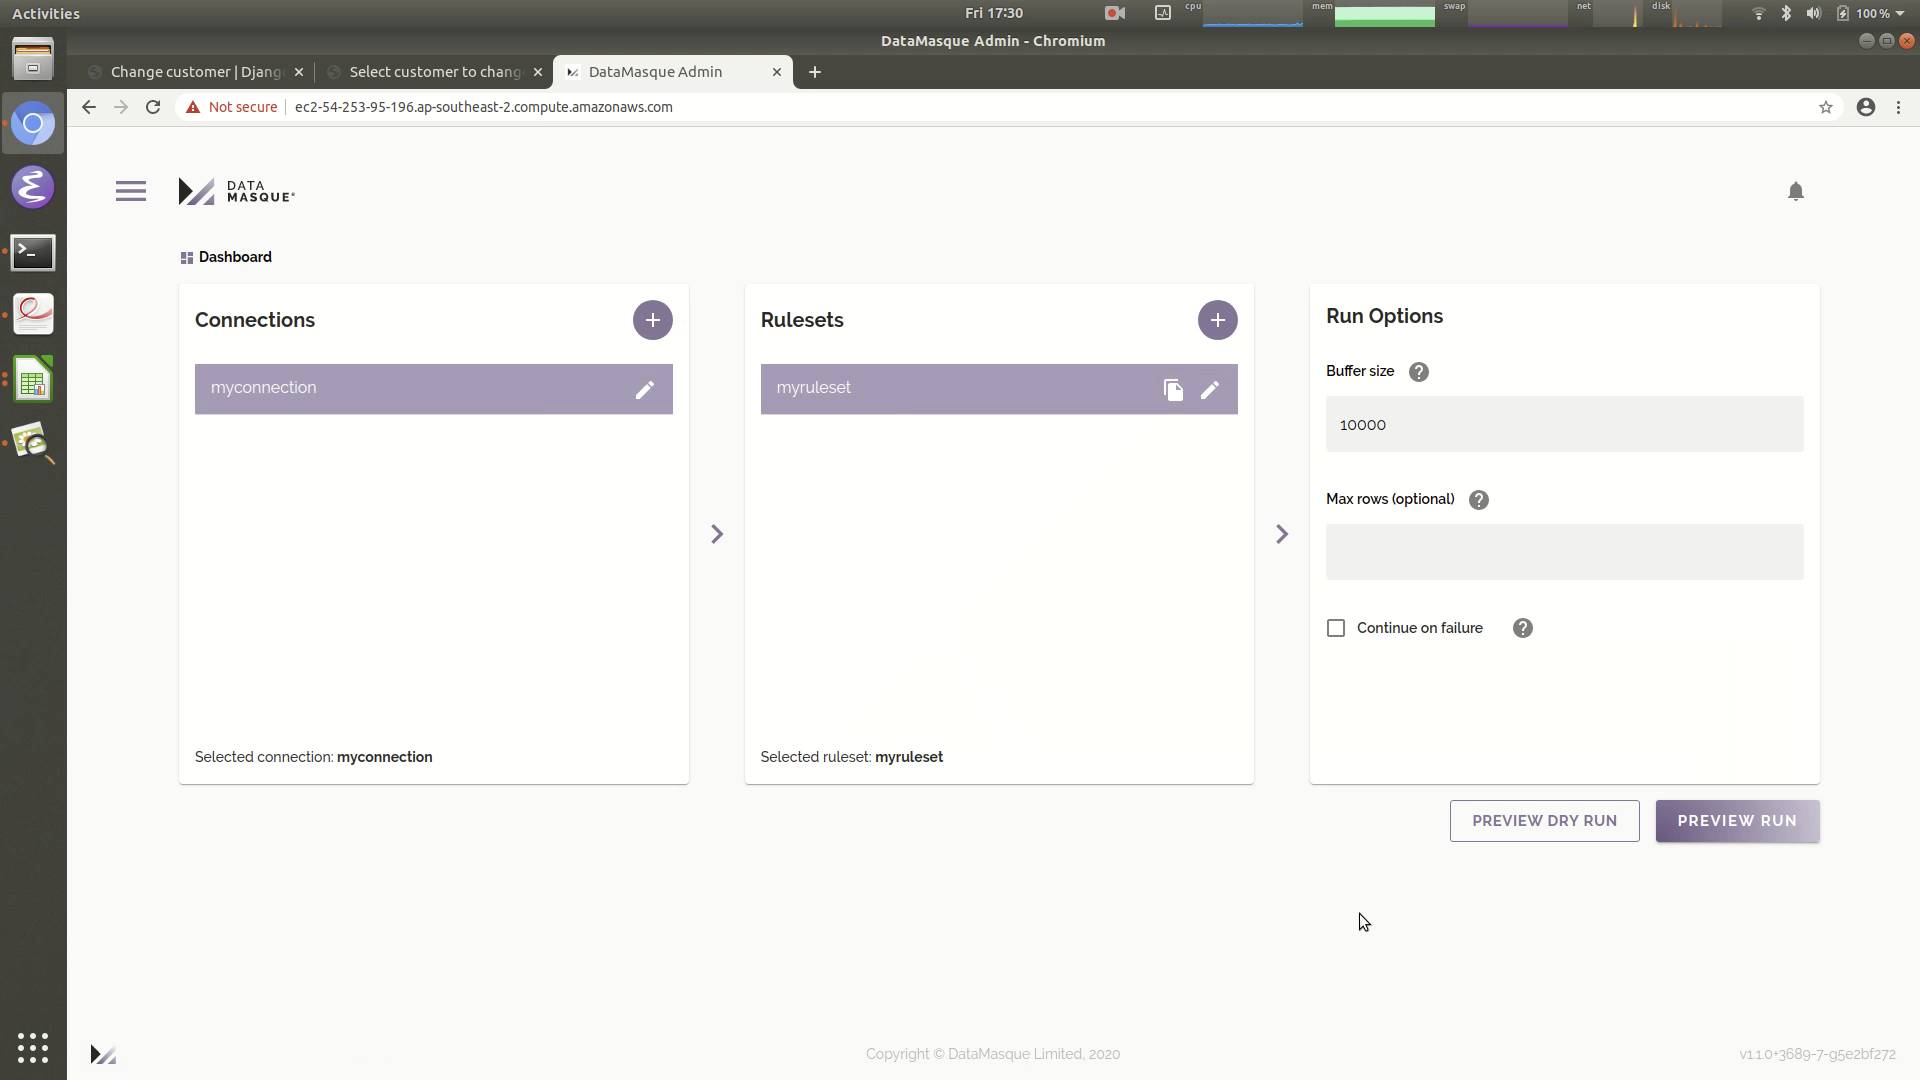 Activities
Fri 17:30
cpu
mem
swap
net
disk
100 %
DataMasque Admin - Chromium
Change customer | Djang
Select customer to chang
DataMasque Admin
Not secure
ec2-54-253-95-196.ap-southeast-2.compute.amazonaws.com
DATA
MASQUE
Dashboard
Connections
myconnection
Selected connection: myconnection
Rulesets
myruleset
Selected ruleset: myruleset
Run Options
Buffer size
10000
Max rows (optional)
Continue on failure
PREVIEW DRY RUN
PREVIEW RUN
Copyright © DataMasque Limited, 2020
v1.1.0+3689-7-g5e2bf272